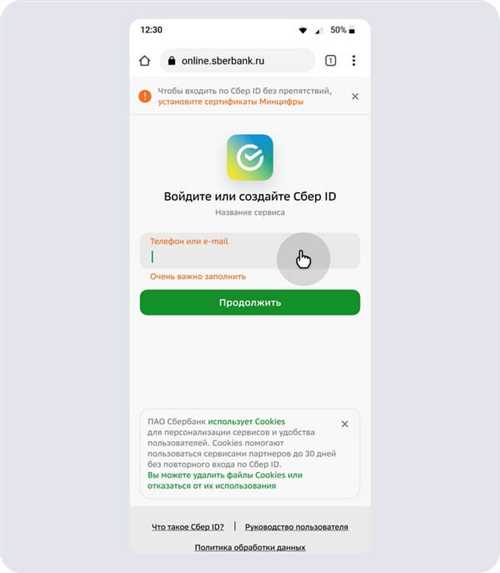 12:30
50%
online.sberbank.ru
1
Чтобы входить по Сбер ID без препятствий,
установите сертификаты Минцифры
Войдите или создайте Сбер ID
Название сервиса
Телефон или e-mail
Очень важно заполнить
Продолжить
ПАО Сбербанк использует Cookies
для персонализации сервисов и удобства
пользователей. Cookies помогают
пользоваться сервисами партнеров до 30 дней
без повторного входа по Сбер ID.
Вы можете удалить файлы Cookies или
отказаться от их использования
Что такое Сбер ID? | Руководство пользователя
Политика обработки данных